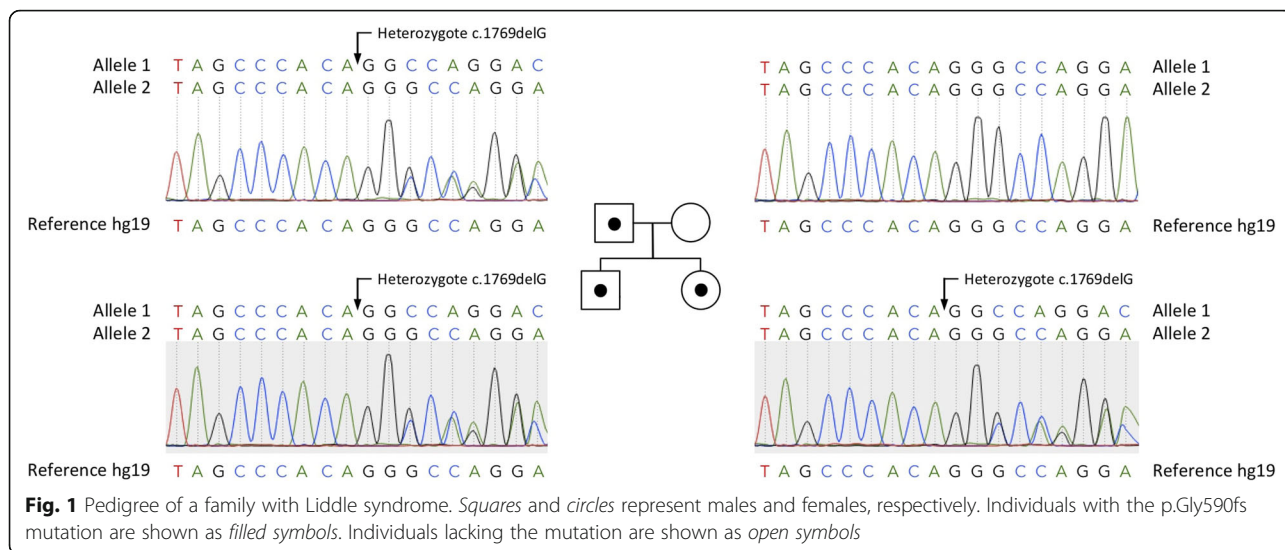 Heterozygote c.1769delG
Allele 1 T A G C C C A C A G G C C A G G A C
Allele 2 T A G C C C A C A G G G C C A G G A
Reference hg19 T A G C C C A C A G G G C C A G G A
T A G C C C A C A G G G C C A G G A Allele 1
T A G C C C A C A G G G C C A G G A Allele 2
T A G C C C A C A G G G C C A G G A Reference hg19
Heterozygote c.1769delG
Allele 1 T A G C C C A C A G G C C A G G A C
Allele 2 T A G C C C A C A G G G C C A G G A
Reference hg19 T A G C C C A C A G G G C C A G G A
Heterozygote c.1769delG
T A G C C C A C A G G C C A G G A C Allele 1
T A G C C C A C A G G G C C A G G A Allele 2
T A G C C C A C A G G G C C A G G A Reference hg19
Fig. 1 Pedigree of a family with Liddle syndrome. Squares and circles represent males and females, respectively. Individuals with the p.Gly590fs
mutation are shown as filled symbols. Individuals lacking the mutation are shown as open symbols